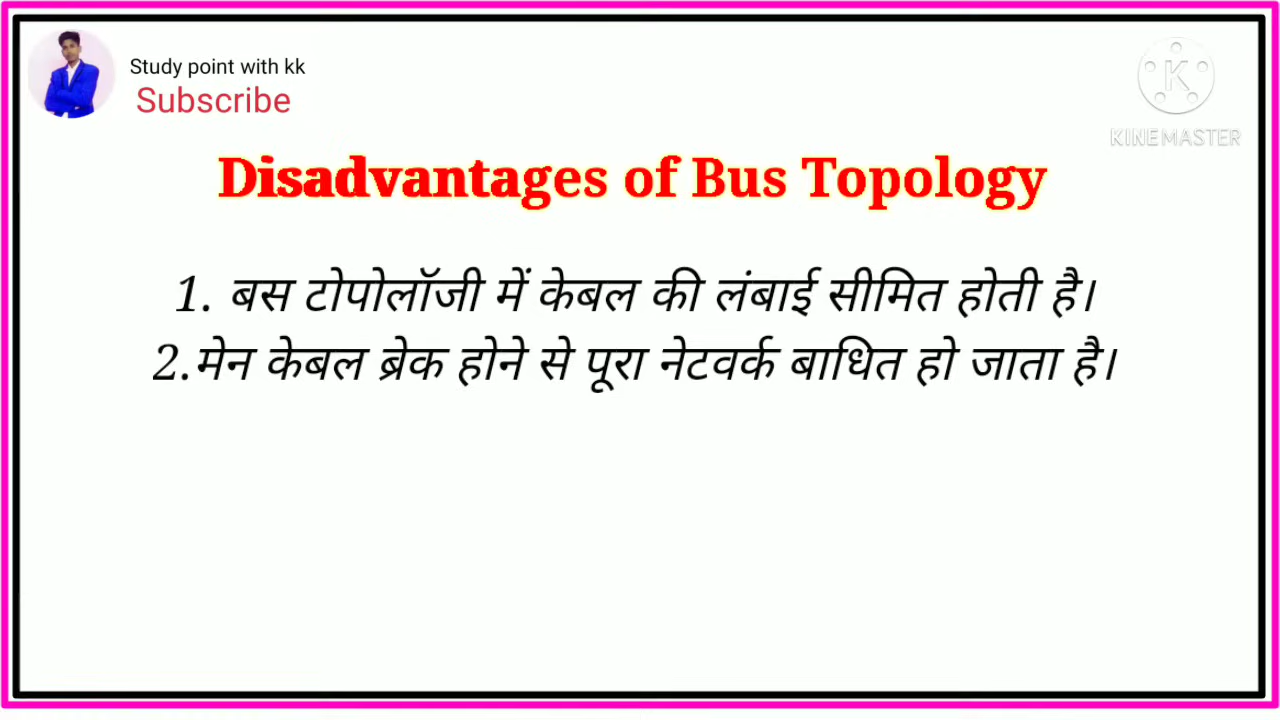 Study point with kk
Subscribe
K
KINEMASTER
Disadvantages of Bus Topology
1. बस टोपोलॉजी में केबल की लंबाई सीमित होती है।
2.मेन केबल ब्रेक होने से पूरा नेटवर्क बाधित हो जाता है।